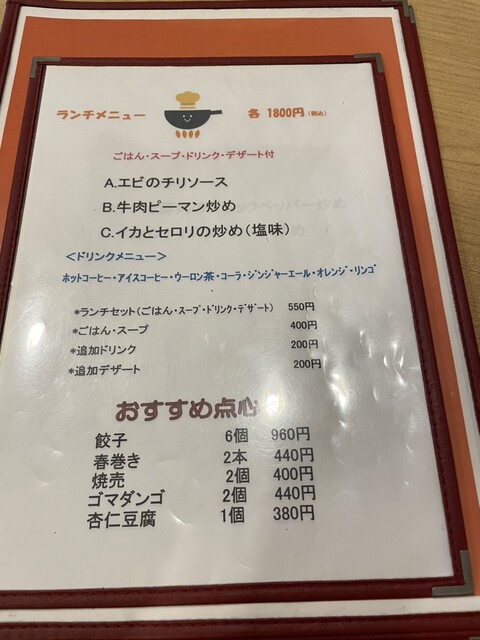 ランチメニュー 各 1800円(税込)
ごはん・スープ・ドリンク・デザート付
A.エビのチリソース
B.牛肉ピーマン炒め
C.イカとセロリの炒め(塩味)
<ドリンクメニュー>
ホットコーヒー・アイスコーヒー・ウーロン茶・コーラ・ジンジャーエール・オレンジ・リンゴ
*ランチセット(ごはん・スープ・ドリンク・デザート) 550円
*ごはん・スープ 400円
*追加ドリンク 200円
*追加デザート 200円
おすすめ点心
餃子 6個 960円
春巻き 2本 440円
焼売 2個 400円
ゴマダンゴ 2個 440円
杏仁豆腐 1個 380円